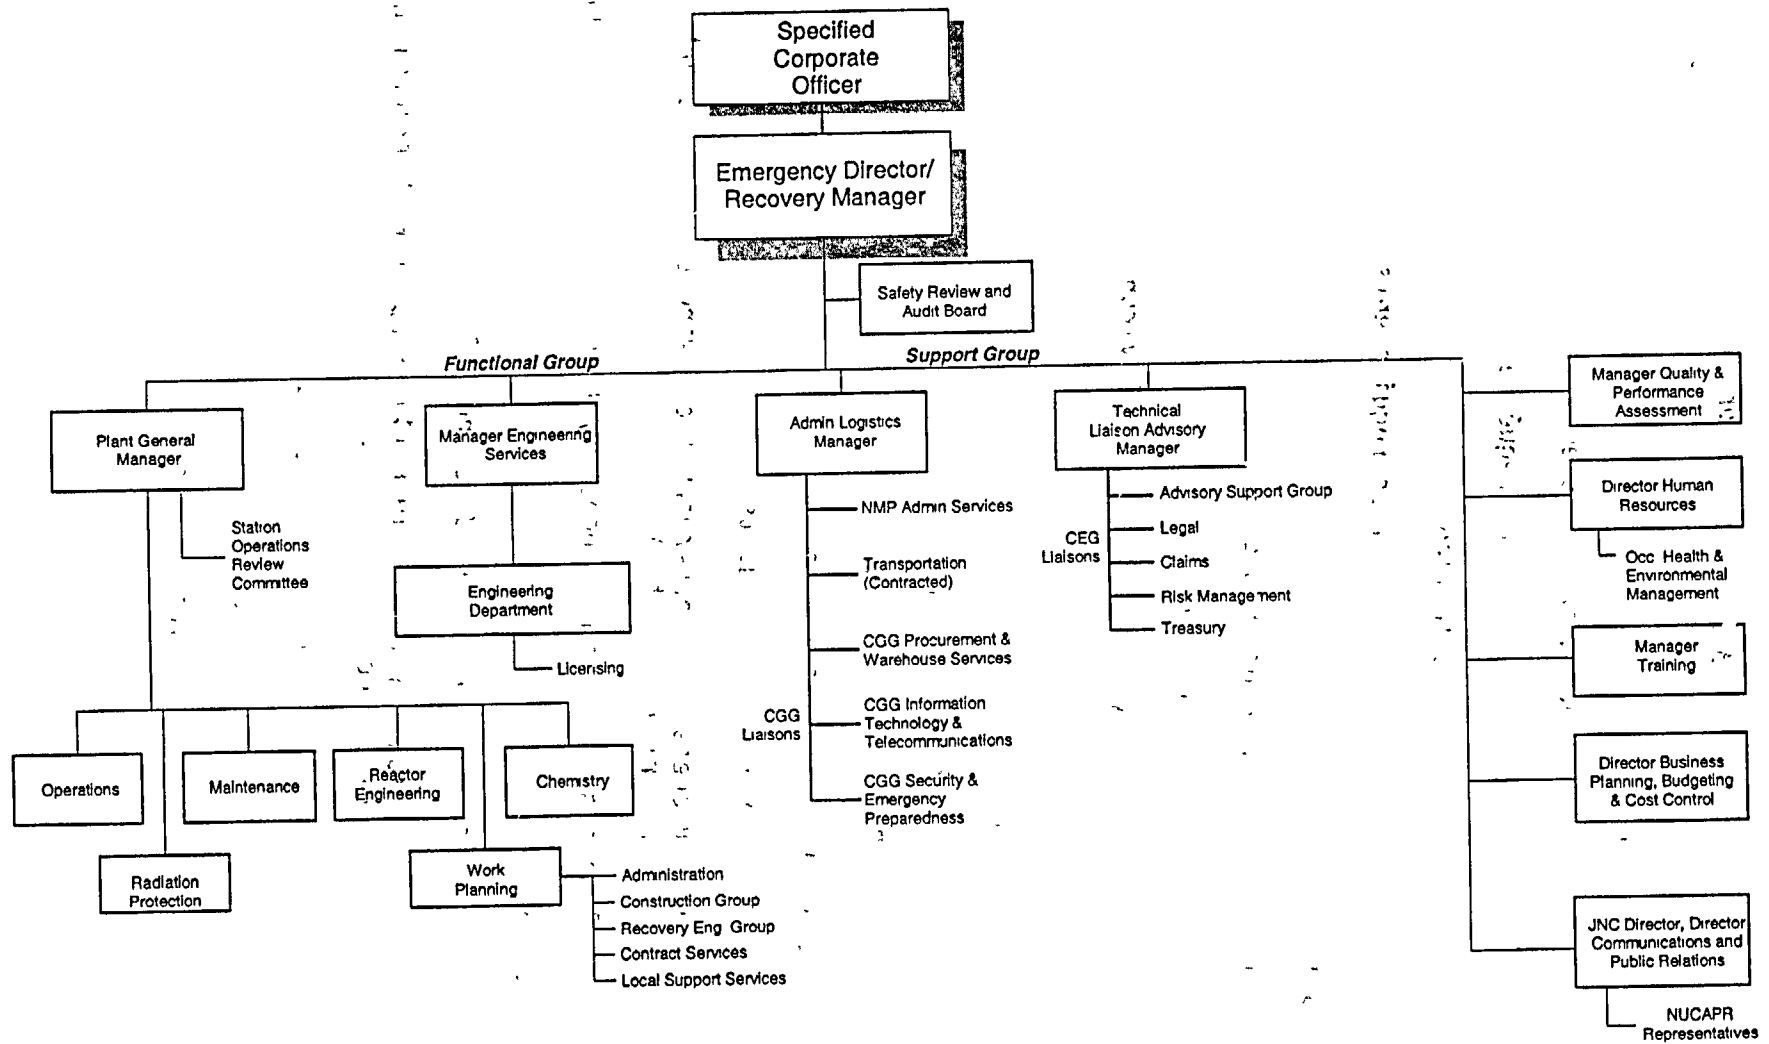 Specified
Corporate
Officer
Emergency Director/
Recovery Manager
Safety Review and
Audit Board
Functional Group
Support Group
Plant General
Manager
Station
Operations
Review
Committee
Manager Engineering
Services
Engineering
Department
Licensing
Admin Logistics
Manager
NMP Admin Services
Transportation
(Contracted)
CGG Procurement &
Warehouse Services
CGG
Liaisons
CGG Information
Technology &
Telecommunications
CGG Security &
Emergency
Preparedness
Technical
Liaison Advisory
Manager
CEG
Liaisons
Advisory Support Group
Legal
Claims
Risk Management
Treasury
Manager Quality &
Performance
Assessment
Director Human
Resources
Occ Health &
Environmental
Management
Manager
Training
Director Business
Planning, Budgeting
& Cost Control
JNC Director, Director
Communications and
Public Relations
NUCAPR
Representatives
Operations
Maintenance
Reactor
Engineering
Chemistry
Radiation
Protection
Work
Planning
Administration
Construction Group
Recovery Eng Group
Contract Services
Local Support Services